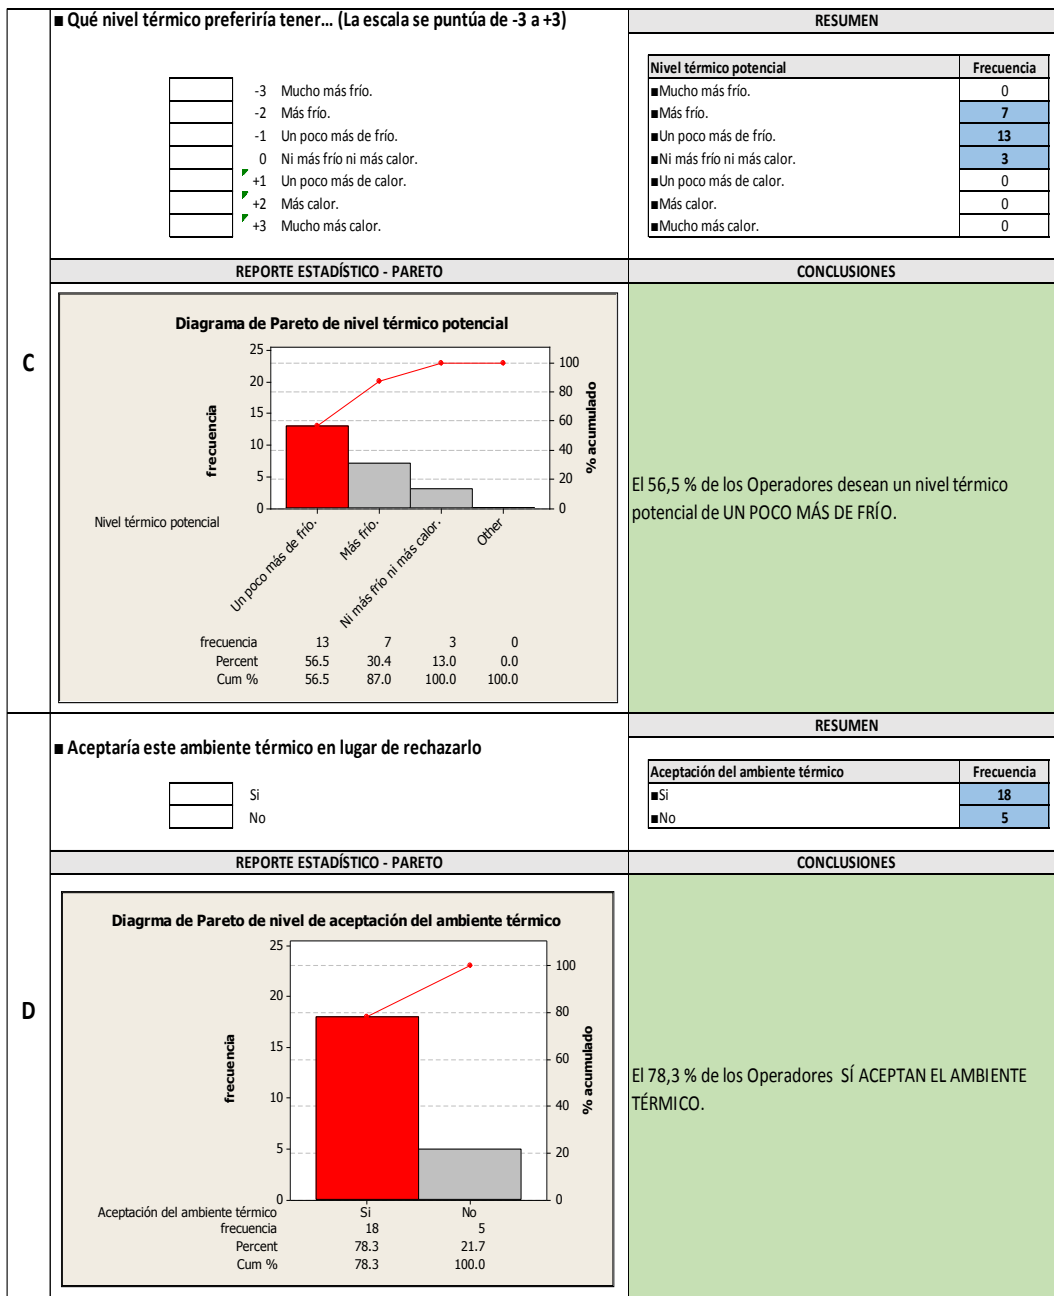 ■ Qué nivel térmico preferiría tener... (La escala se puntúa de -3 a +3)
RESUMEN
-3 Mucho más frío.
-2 Más frío.
-1 Un poco más de frío.
0 Ni más frío ni más calor.
+1 Un poco más de calor.
+2 Más calor.
+3 Mucho más calor.
Nivel térmico potencial Frecuencia
■Mucho más frío. 0
■Más frío. 7
■Un poco más de frío. 13
■Ni más frío ni más calor. 3
■Un poco más de calor. 0
■Más calor. 0
■Mucho más calor. 0
C
REPORTE ESTADÍSTICO - PARETO
CONCLUSIONES
Diagrama de Pareto de nivel térmico potencial
25
20
15
10
5
0
frecuencia
100
80
60
40
20
0
% acumulado
Nivel térmico potencial
Un poco más de frío.
Más frío.
Ni más frío ni más calor.
Other
frecuencia 13 7 3 0
Percent 56.5 30.4 13.0 0.0
Cum % 56.5 87.0 100.0 100.0
El 56,5 % de los Operadores desean un nivel térmico
potencial de UN POCO MÁS DE FRÍO.
D
■ Aceptaría este ambiente térmico en lugar de rechazarlo
Si
No
RESUMEN
Aceptación del ambiente térmico Frecuencia
■Si 18
■No 5
REPORTE ESTADÍSTICO - PARETO
CONCLUSIONES
Diagrma de Pareto de nivel de aceptación del ambiente térmico
25
20
15
10
5
0
frecuencia
100
80
60
40
20
0
% acumulado
Aceptación del ambiente térmico Si No
frecuencia 18 5
Percent 78.3 21.7
Cum % 78.3 100.0
El 78,3 % de los Operadores SÍ ACEPTAN EL AMBIENTE
TÉRMICO.